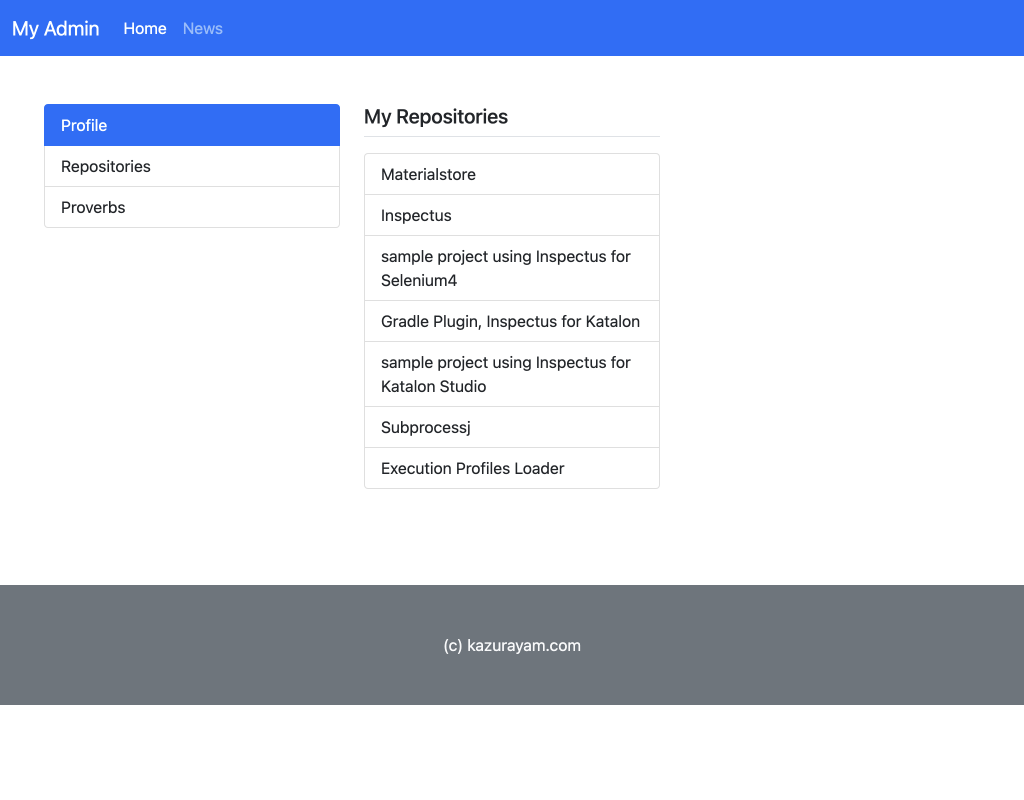 My Admin Home News
Profile
Repositories
Proverbs
My Repositories
Materialstore
Inspectus
sample project using Inspectus for
Selenium4
Gradle Plugin, Inspectus for Katalon
sample project using Inspectus for
Katalon Studio
Subprocessj
Execution Profiles Loader
(c) kazurayam.com